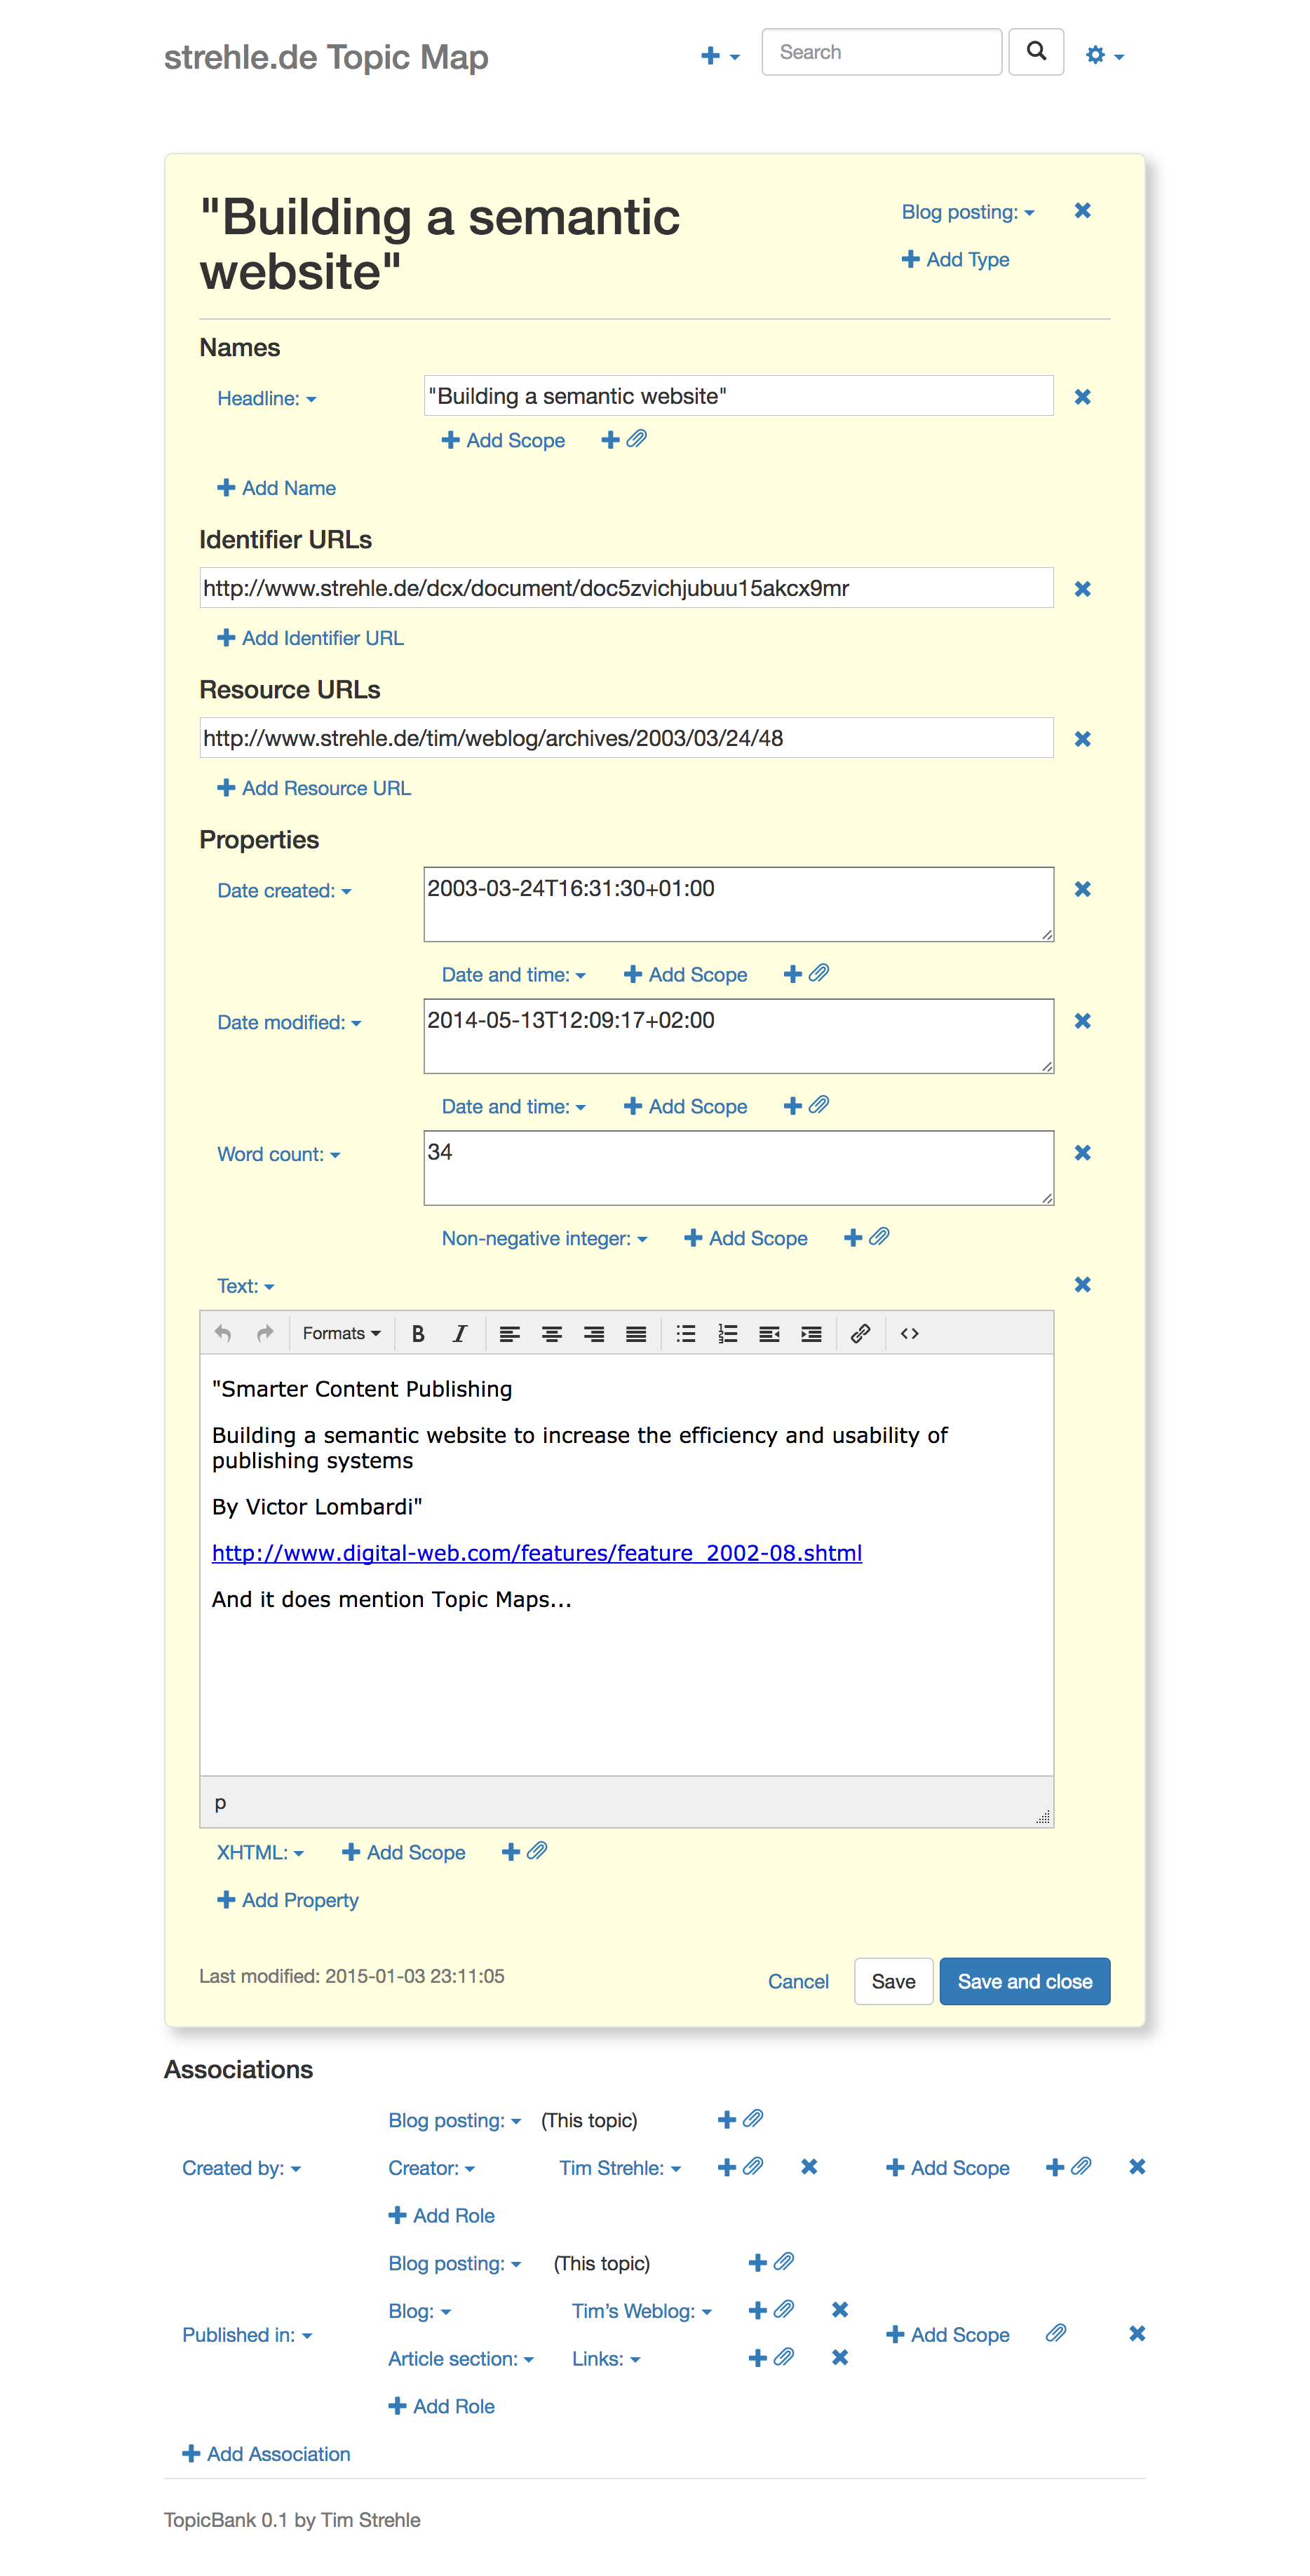 strehle.de Topic Map
Search
"Building a semantic
website"
Blog posting:
Add Type
Names
Headline:
"Building a semantic website"
Add Scope
Add Name
Identifier URLs
http://www.strehle.de/dcx/document/doc5zvichjubuu15akcx9mr
Add Identifier URL
Resource URLs
http://www.strehle.de/tim/weblog/archives/2003/03/24/48
Add Resource URL
Properties
Date created:
2003-03-24T16:31:30+01:00
Date and time: Add Scope
Date modified:
2014-05-13T12:09:17+02:00
Date and time: Add Scope
Word count:
34
Non-negative integer: Add Scope
Text:
Formats B I
"Smarter Content Publishing
Building a semantic website to increase the efficiency and usability of
publishing systems
By Victor Lombardi"
http://www.digital-web.com/features/feature_2002-08.shtml
And it does mention Topic Maps...
p
XHTML: Add Scope
Add Property
Last modified: 2015-01-03 23:11:05
Cancel Save Save and close
Associations
Blog posting: (This topic)
Created by: Creator: Tim Strehle: Add Scope
Add Role
Blog posting: (This topic)
Blog: Tim's Weblog:
Published in: Add Scope
Article section: Links:
Add Role
Add Association
TopicBank 0.1 by Tim Strehle